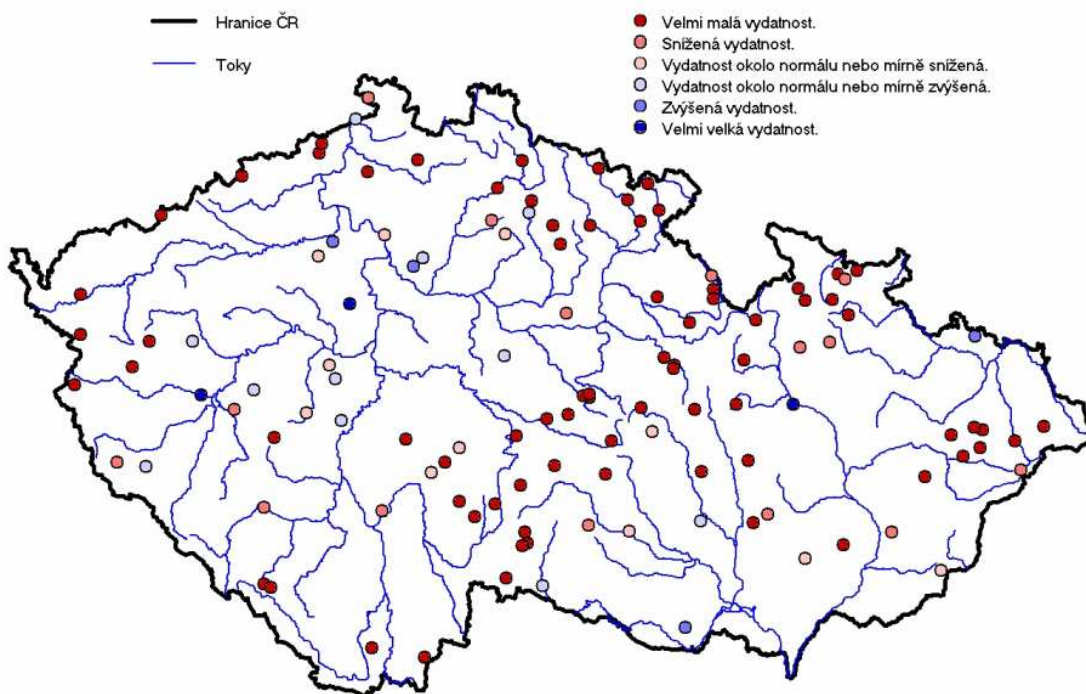 Hranice ČR
Toky
Velmi malá vydatnost.
Snížená vydatnost.
Vydatnost okolo normálu nebo mírně snížená.
Vydatnost okolo normálu nebo mírně zvýšená.
Zvýšená vydatnost.
Velmi velká vydatnost.